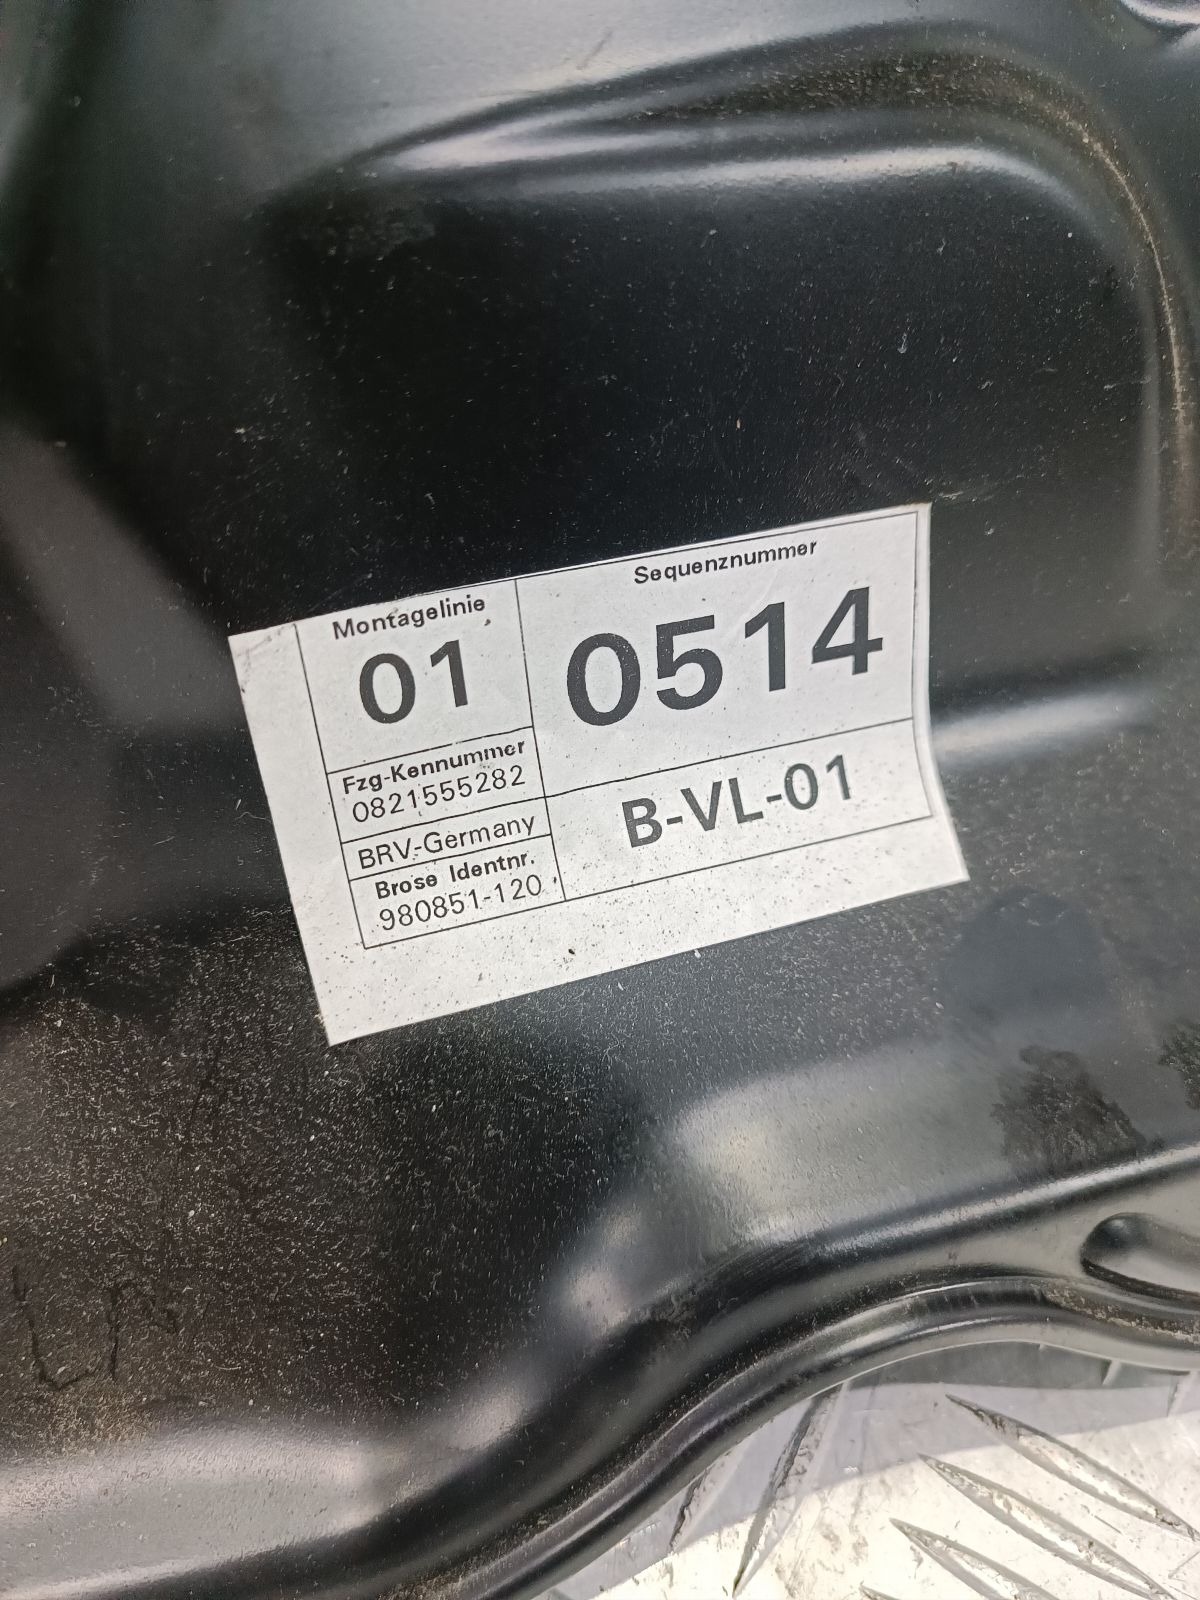 Montagelinie
01
Sequenznummer
0514
Fzg-Kennummer
0821555282
BRV-Germany
Brose Identnr.
980851-120
B-VL-01